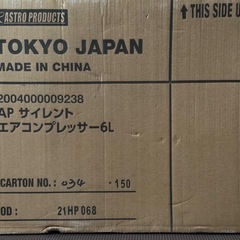 ASTRO PRODUCTS
↑ THIS SIDE U
TOKYO JAPAN
MADE IN CHINA
2004000009238
AP サイレント
エアコンプレッサー6L
CARTON NO.: 034 - 150
OD: 21HP068